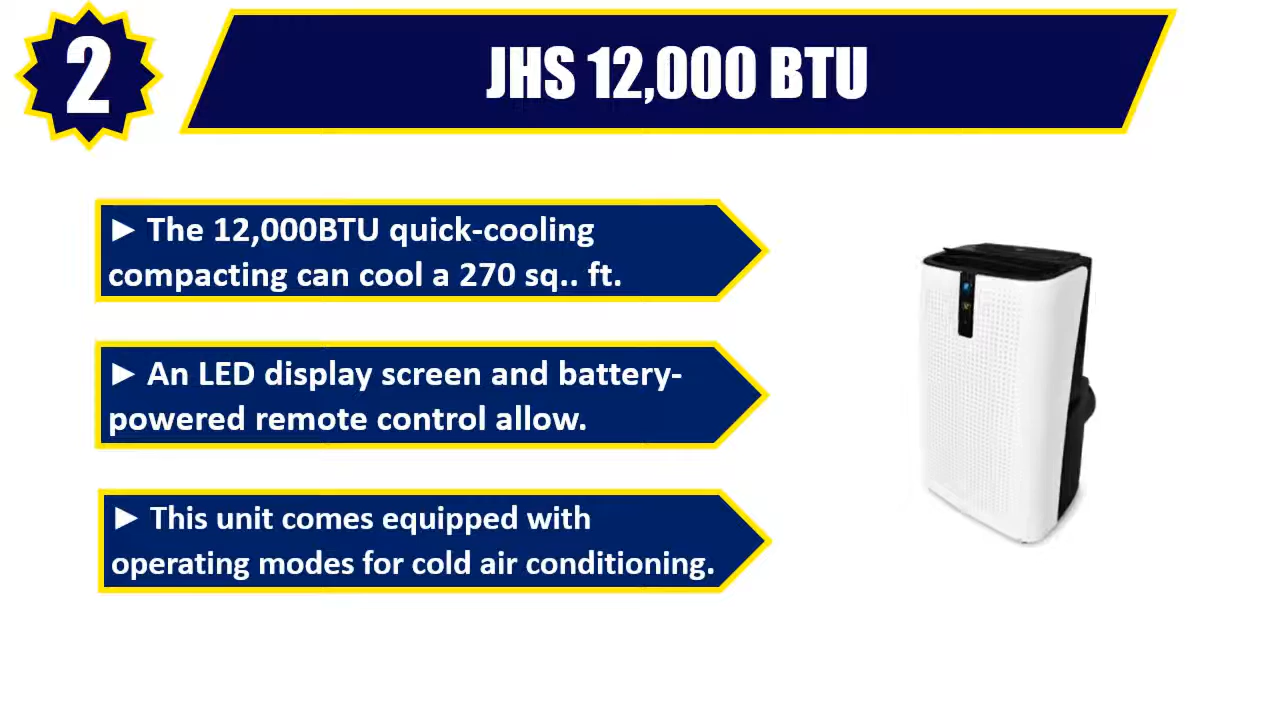 2
JHS 12,000 BTU
► The 12,000BTU quick-cooling
compacting can cool a 270 sq.. ft.
► An LED display screen and battery-
powered remote control allow.
► This unit comes equipped with
operating modes for cold air conditioning.